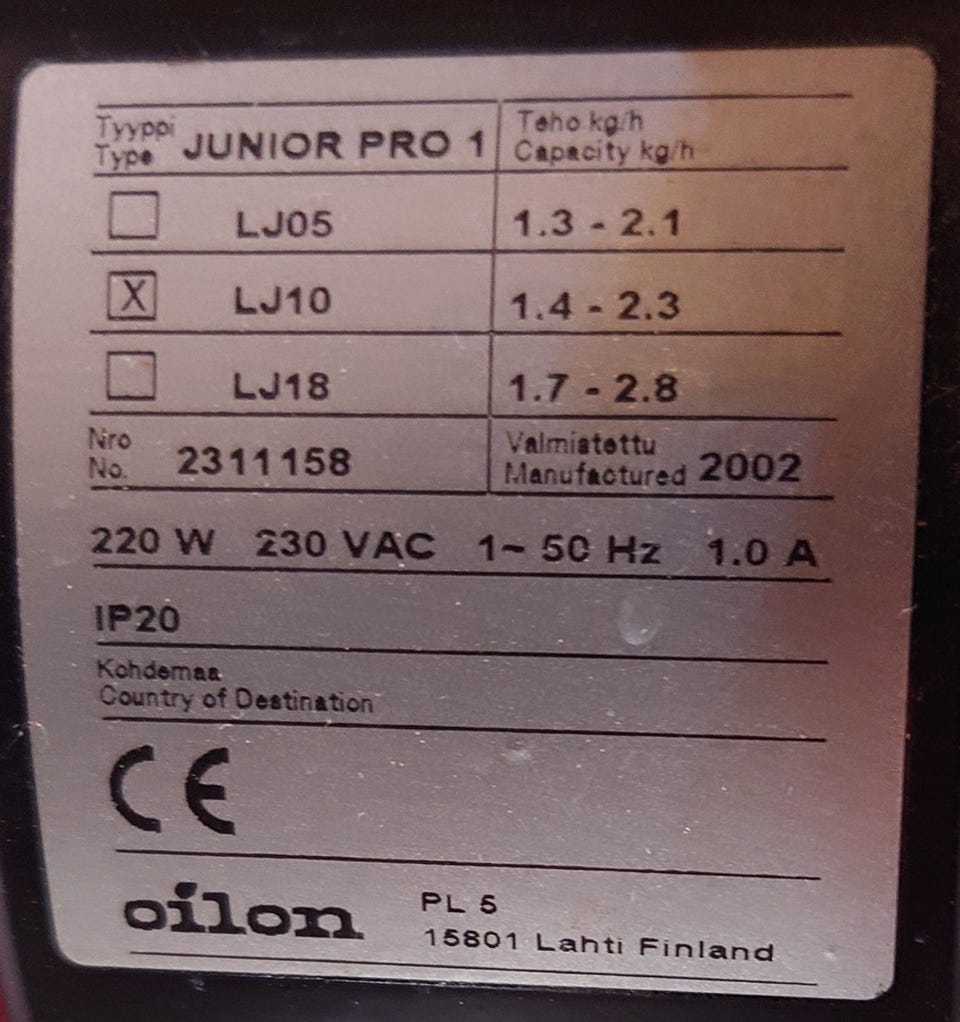 Tyyppi
Type JUNIOR PRO 1
Teho kg/h
Capacity kg/h
LJ05 1.3 - 2.1
X LJ10 1.4 - 2.3
LJ18 1.7 - 2.8
Nro
No. 2311158
Valmistettu
Manufactured 2002
220 W 230 VAC 1~ 50 Hz 1.0 A
IP20
Kohdemaa
Country of Destination
CE
oilon
PL 5
15801 Lahti Finland